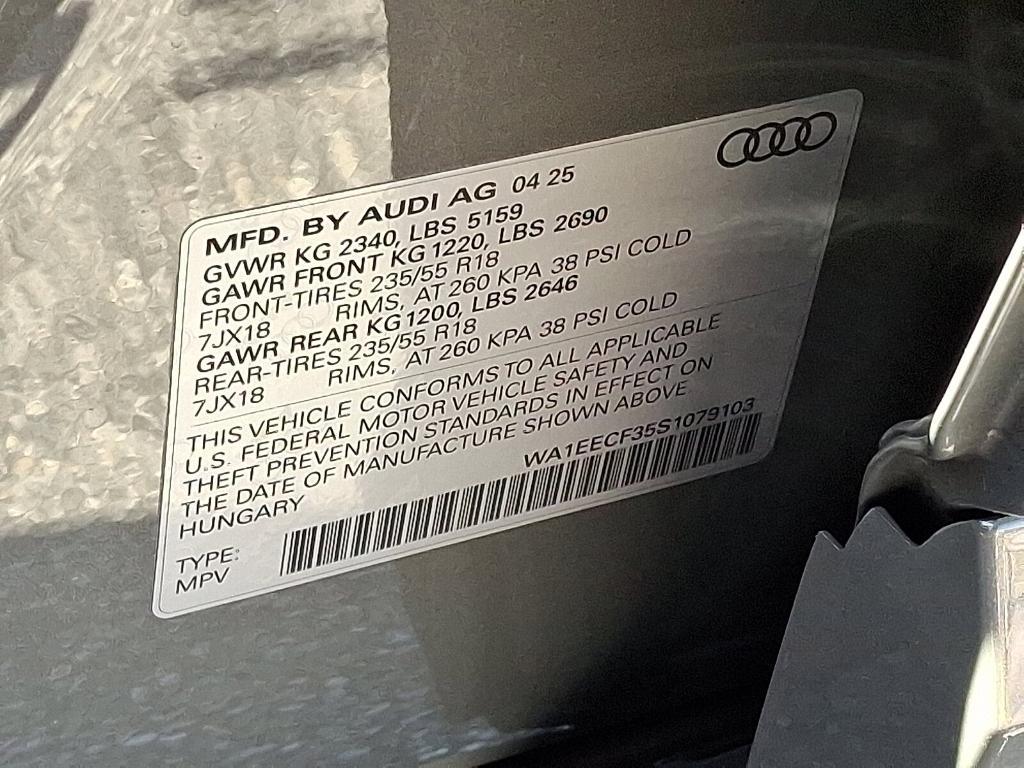 MFD. BY AUDI AG 04 25
GVWR KG 2340, LBS 5159
GAWR FRONT KG 1220, LBS 2690
FRONT-TIRES 235/55 R18
7JX18 RIMS, AT 260 KPA 38 PSI COLD
GAWR REAR KG 1200, LBS 2646
REAR-TIRES 235/55 R18
7JX18 RIMS, AT 260 KPA 38 PSI COLD
THIS VEHICLE CONFORMS TO ALL APPLICABLE
U.S. FEDERAL MOTOR VEHICLE SAFETY AND
THEFT PREVENTION STANDARDS IN EFFECT ON
THE DATE OF MANUFACTURE SHOWN ABOVE
HUNGARY
WA1EECF35S1079103
TYPE:
MPV